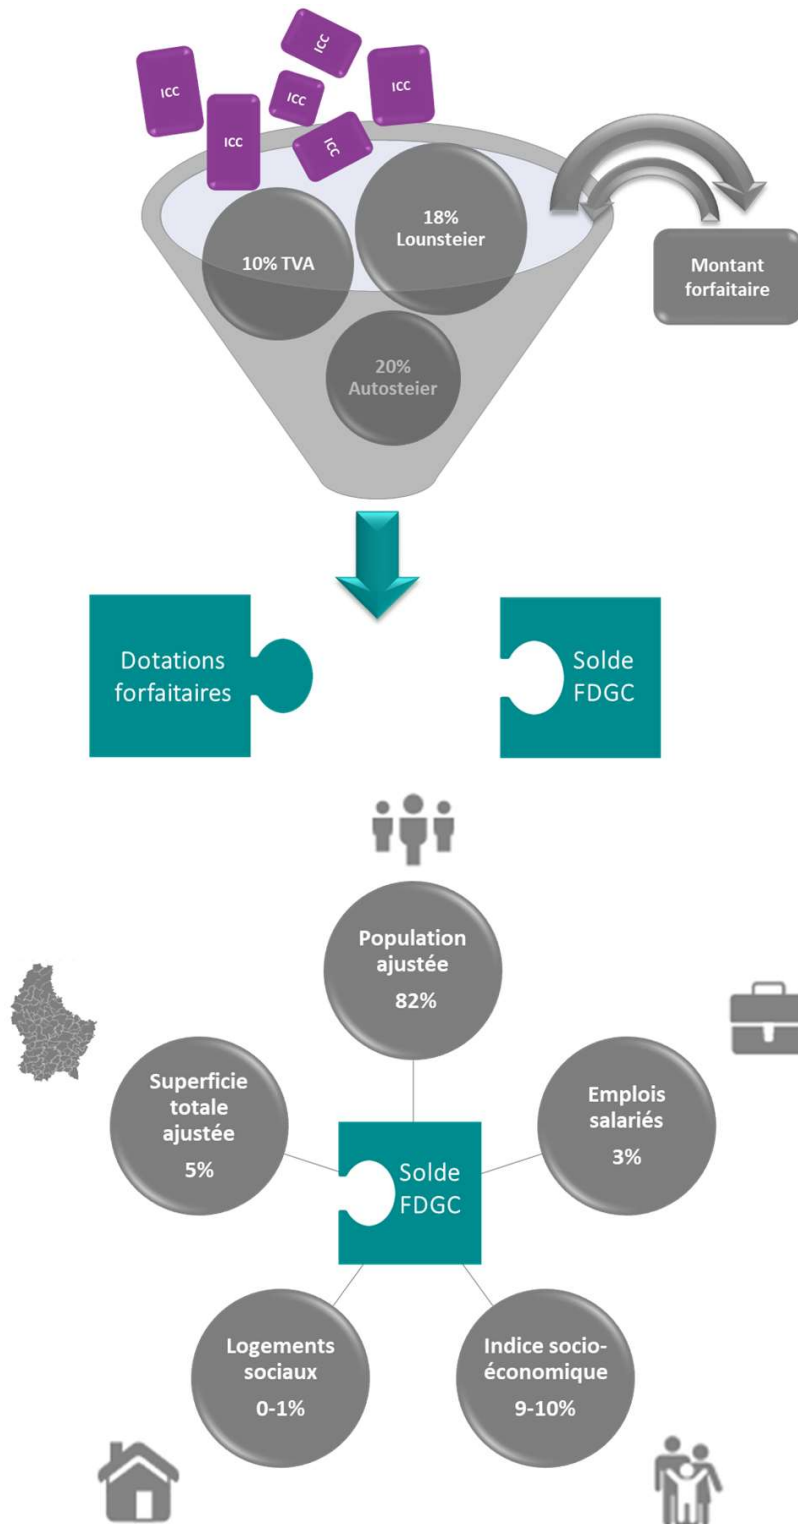 ICC
ICC
ICC
ICC
ICC
ICC
18%
Lounsteier
10% TVA
Montant
forfaitaire
20%
Autosteier
Dotations
forfaitaires
Solde
FDGC
Population
ajustée
82%
Superficie
totale
ajustée
5%
Emplois
salariés
3%
Solde
FDGC
Logements
sociaux
0-1%
Indice socio-
économique
9-10%